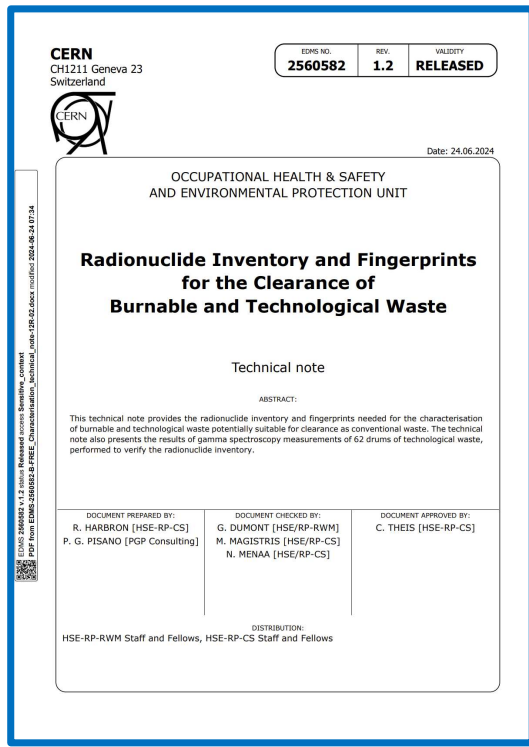 CERN
CH1211 Geneva 23
Switzerland
EDMS NO.
2560582
REV.
1.2
VALIDITY
RELEASED
CERN
Date: 24.06.2024
OCCUPATIONAL HEALTH & SAFETY
AND ENVIRONMENTAL PROTECTION UNIT
Radionuclide Inventory and Fingerprints
for the Clearance of
Burnable and Technological Waste
Technical note
ABSTRACT:
This technical note provides the radionuclide inventory and fingerprints needed for the characterisation
of burnable and technological waste potentially suitable for clearance as conventional waste. The technical
note also presents the results of gamma spectroscopy measurements of 62 drums of technological waste,
performed to verify the radionuclide inventory.
DOCUMENT PREPARED BY:
R. HARBRON [HSE-RP-CS]
P. G. PISANO [PGP Consulting]
DOCUMENT CHECKED BY:
G. DUMONT [HSE/RP-RWM]
M. MAGISTRIS [HSE/RP-CS]
N. MENAA [HSE/RP-CS]
DOCUMENT APPROVED BY:
C. THEIS [HSE-RP-CS]
DISTRIBUTION:
HSE-RP-RWM Staff and Fellows, HSE-RP-CS Staff and Fellows
EDMS 2560582 v.1.2 status Released access Sensitive_context
PDF from EDMS-2560582-B-FREE_Characterisation_technical_note-12R-02.docx modified 2024-06-24 07:34